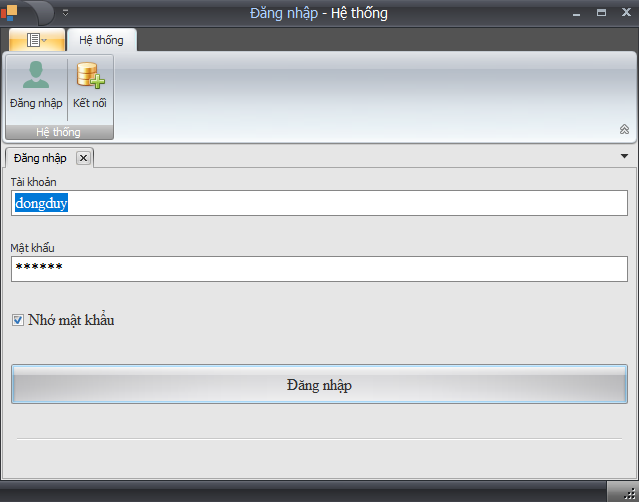 Đăng nhập - Hệ thống
Hệ thống
Đăng nhập
Kết nối
Hệ thống
Đăng nhập
Tài khoản
dongduy
Mật khẩu
******
Nhớ mật khẩu
Đăng nhập